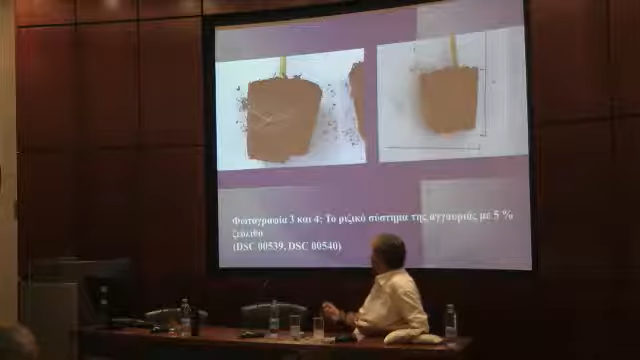 Φωτογραφία 3 και 4: Το ριζικό σύστημα της αγγουριάς με 5 %
ζεόλιθο
(DSC 00539, DSC 00540)